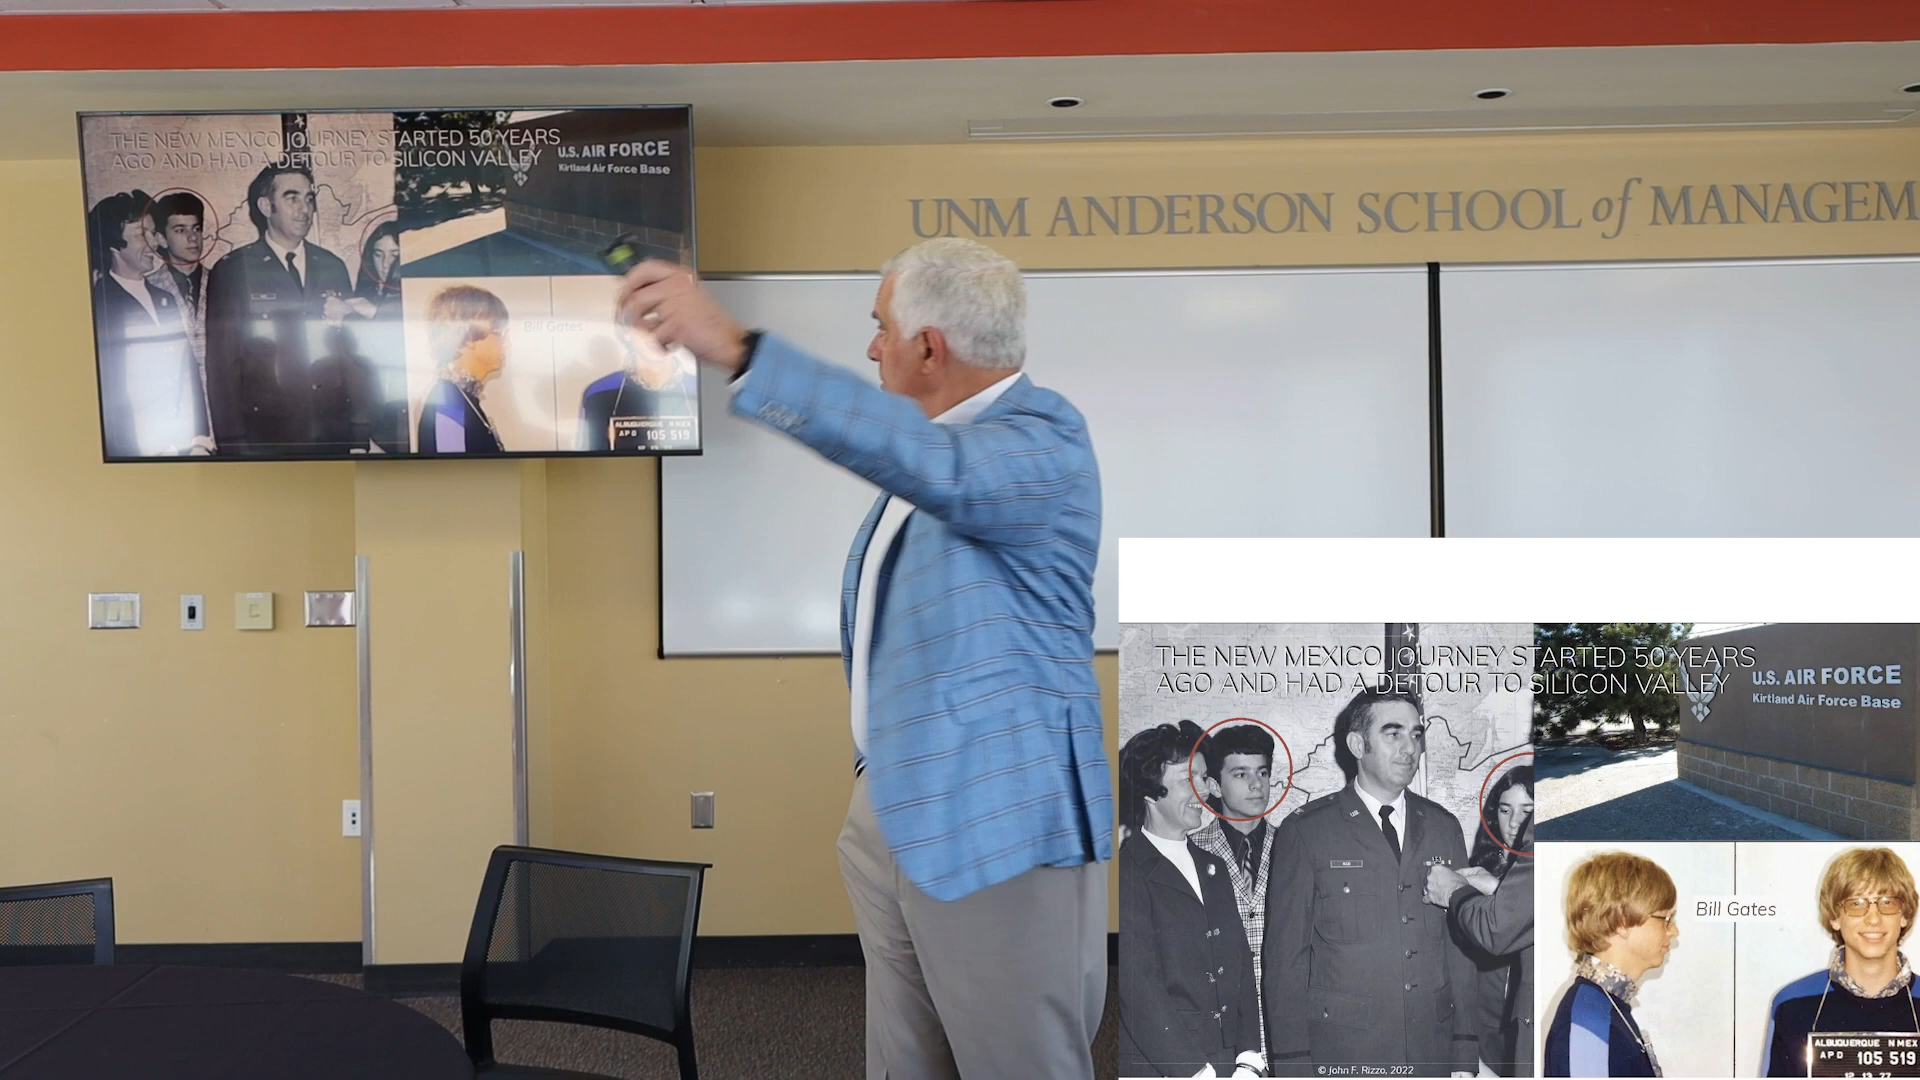 THE NEW MEXICO JOURNEY STARTED 50 YEARS
AGO AND HAD A DETOUR TO SILICON VALLEY
U.S. AIR FORCE
Kirtland Air Force Base
Bill Gates
ALBUQUERQUE N MEX
APD 105 519
UNM ANDERSON SCHOOL of MANAGEM
THE NEW MEXICO JOURNEY STARTED 50 YEARS
AGO AND HAD A DETOUR TO SILICON VALLEY
U.S. AIR FORCE
Kirtland Air Force Base
Bill Gates
ALBUQUERQUE N MEX
APD 105 519
12 13 77
© John F. Rizzo, 2022